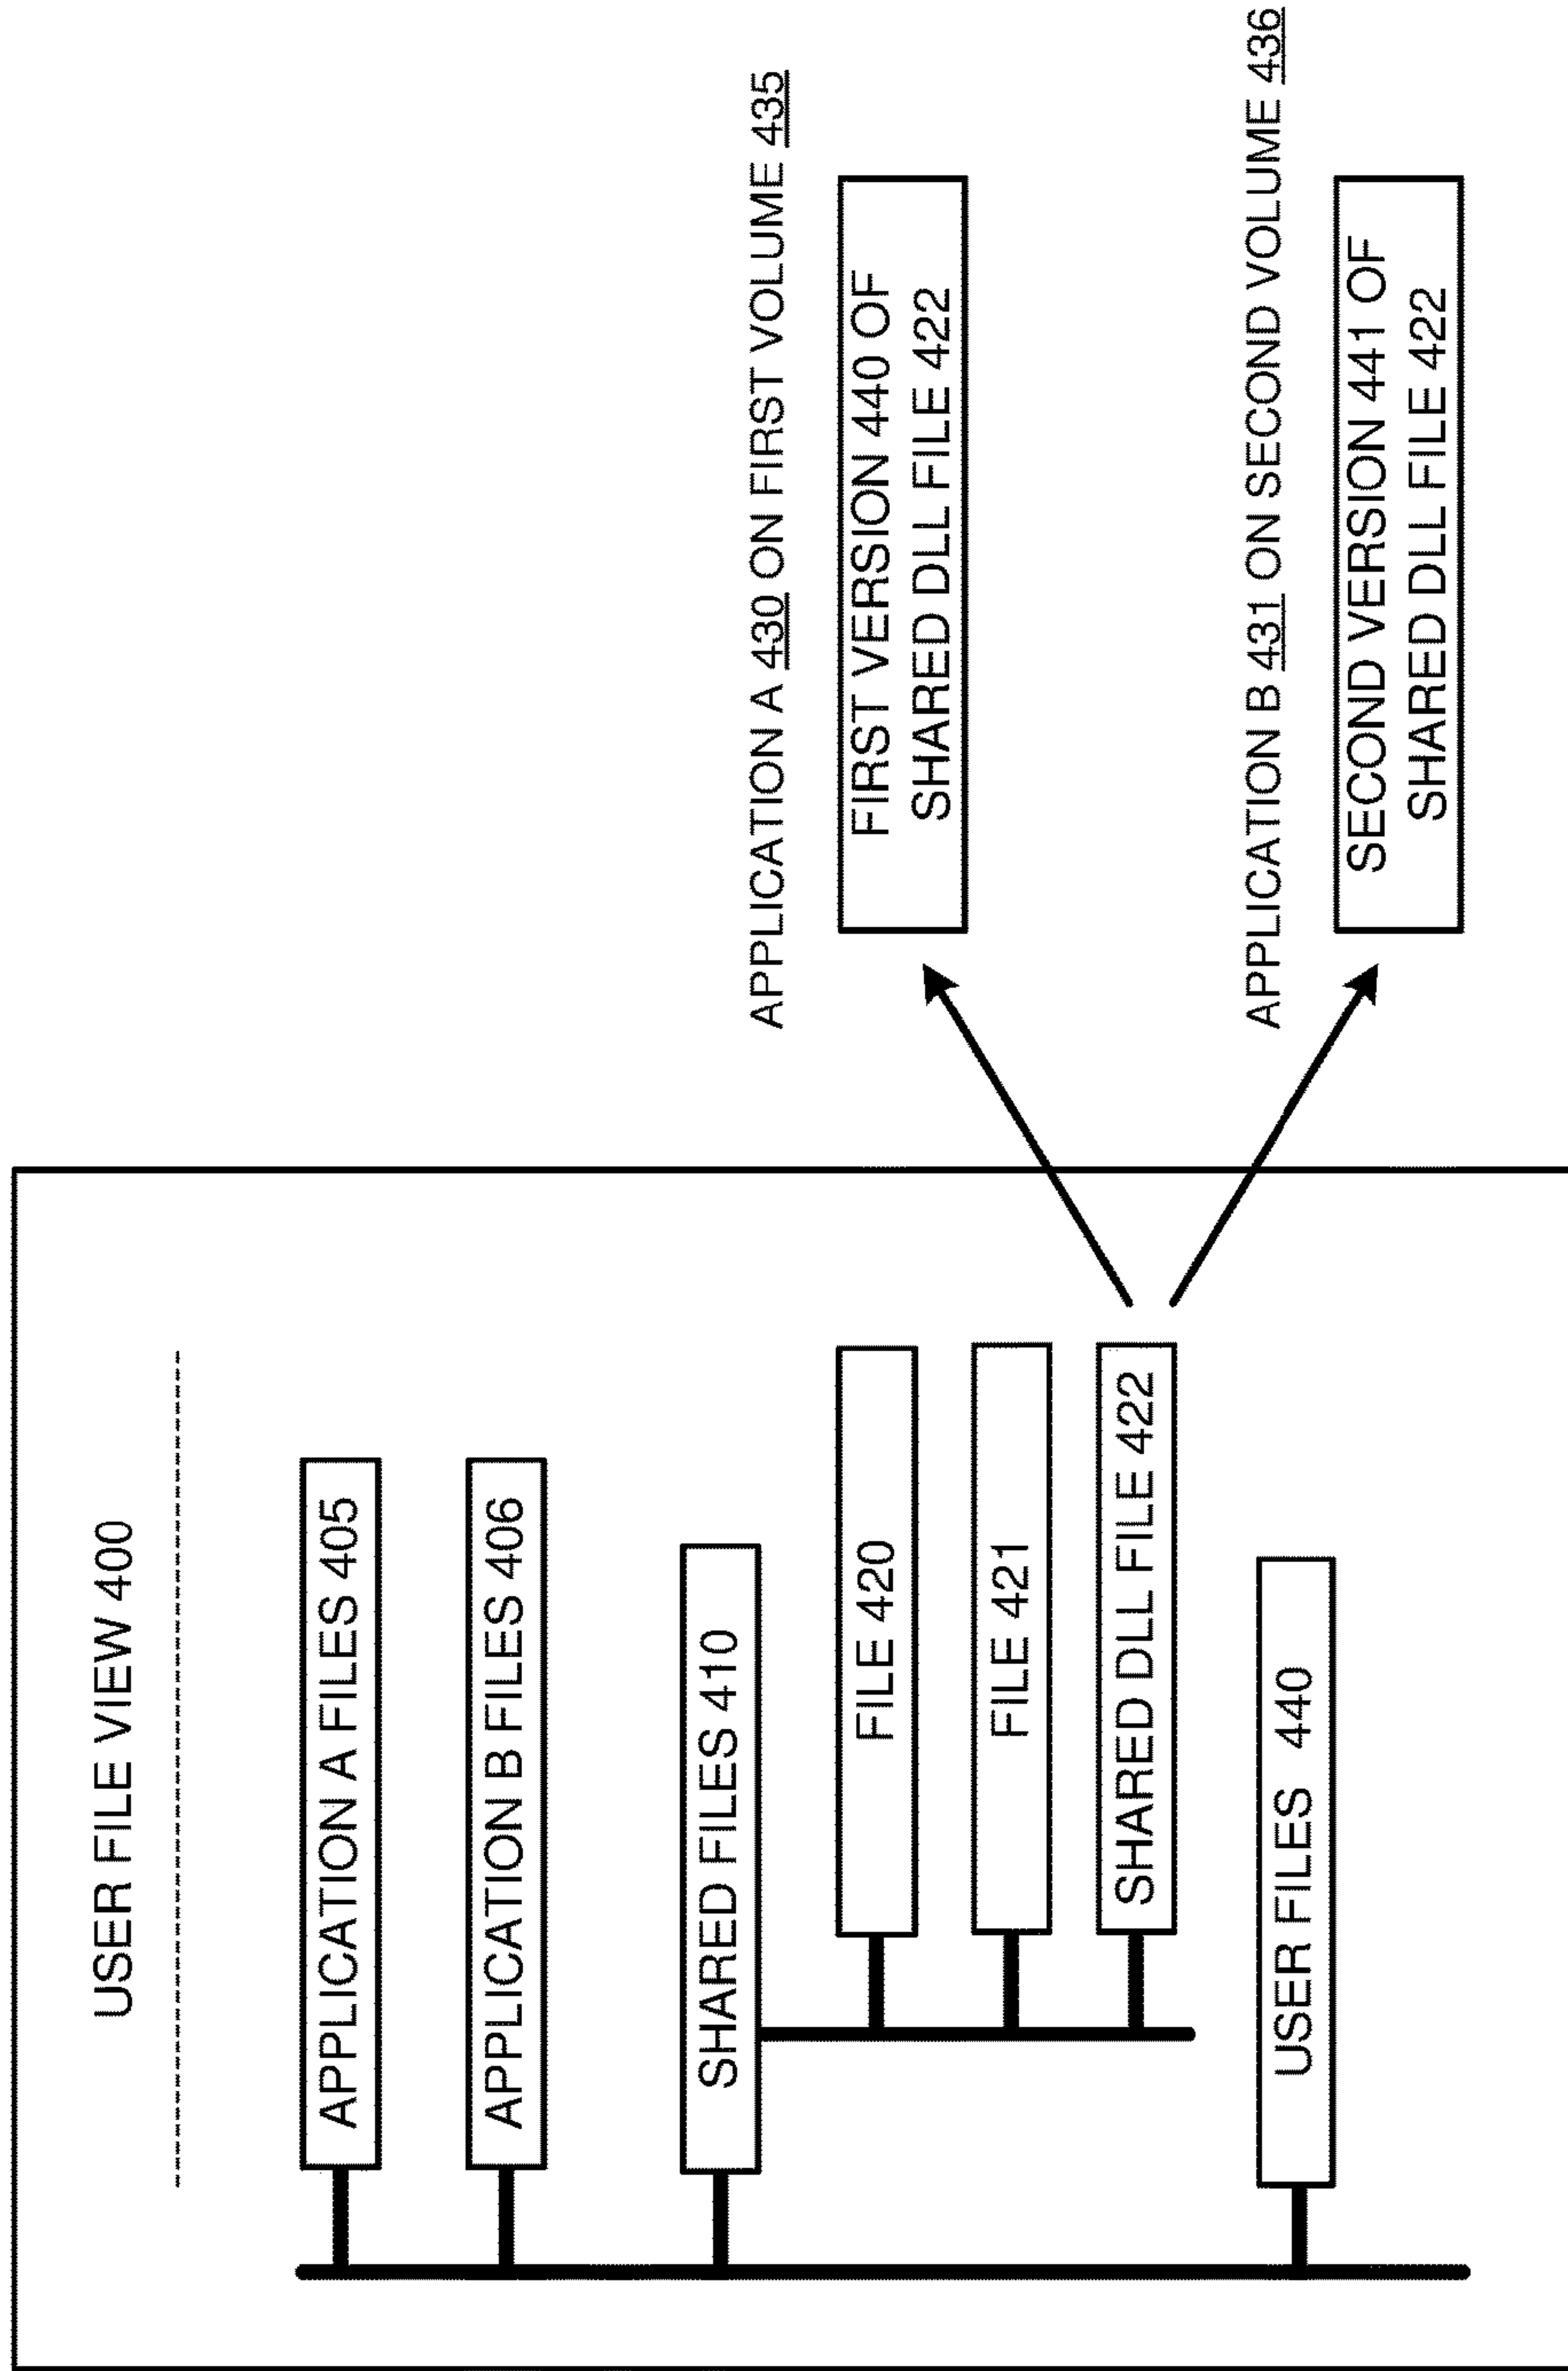 USER FILE VIEW 400
APPLICATION A FILES 405
APPLICATION B FILES 406
SHARED FILES 410
FILE 420
FILE 421
SHARED DLL FILE 422
USER FILES 440
APPLICATION A 430 ON FIRST VOLUME 435
FIRST VERSION 440 OF
SHARED DLL FILE 422
APPLICATION B 431 ON SECOND VOLUME 436
SECOND VERSION 441 OF
SHARED DLL FILE 422